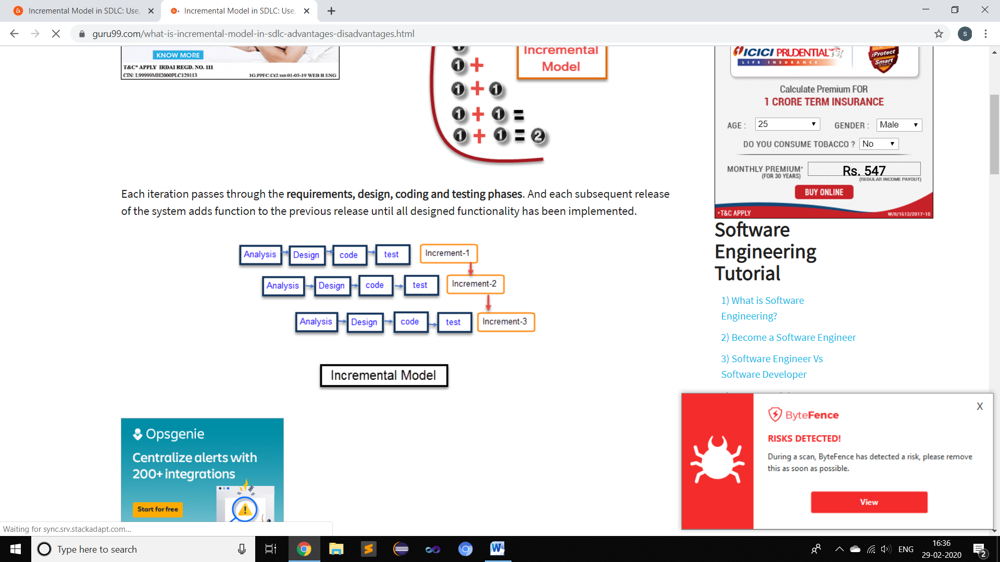 Incremental Model in SDLC: Use,
Incremental Model in SDLC: Use,
guru99.com/what-is-incremental-model-in-sdlc-advantages-disadvantages.html
S
KNOW MORE
T&C* APPLY IRDAI REGD. NO. 111
CIN: L99999MH2000PLC129113 IG.PPFC.Cr2.ver.01-03-19 WEB B ENG
Incremental
Model
1
1 +
1 + 1
1 + 1 =
1 + 1 = 2
Each iteration passes through the requirements, design, coding and testing phases. And each subsequent release
of the system adds function to the previous release until all designed functionality has been implemented.
Analysis Design code test Increment-1
Analysis Design code test Increment-2
Analysis Design code test Increment-3
Incremental Model
Opsgenie
Centralize alerts with
200+ integrations
Start for free
ICICI PRUDENTIAL
LIFE INSURANCE
iProtect
Smart
Calculate Premium FOR
1 CRORE TERM INSURANCE
AGE : 25 GENDER : Male
DO YOU CONSUME TOBACCO ? No
MONTHLY PREMIUM* Rs. 547
(FOR 30 YEARS) (REGULAR INCOME PAYOUT)
BUY ONLINE
*T&C APPLY W/II/1612/2017-18
Software
Engineering
Tutorial
1) What is Software
Engineering?
2) Become a Software Engineer
3) Software Engineer Vs
Software Developer
ByteFence
X
RISKS DETECTED!
During a scan, ByteFence has detected a risk, please remove
this as soon as possible.
View
Waiting for sync.srv.stackadapt.com...
Type here to search
ENG
16:36
29-02-2020
2